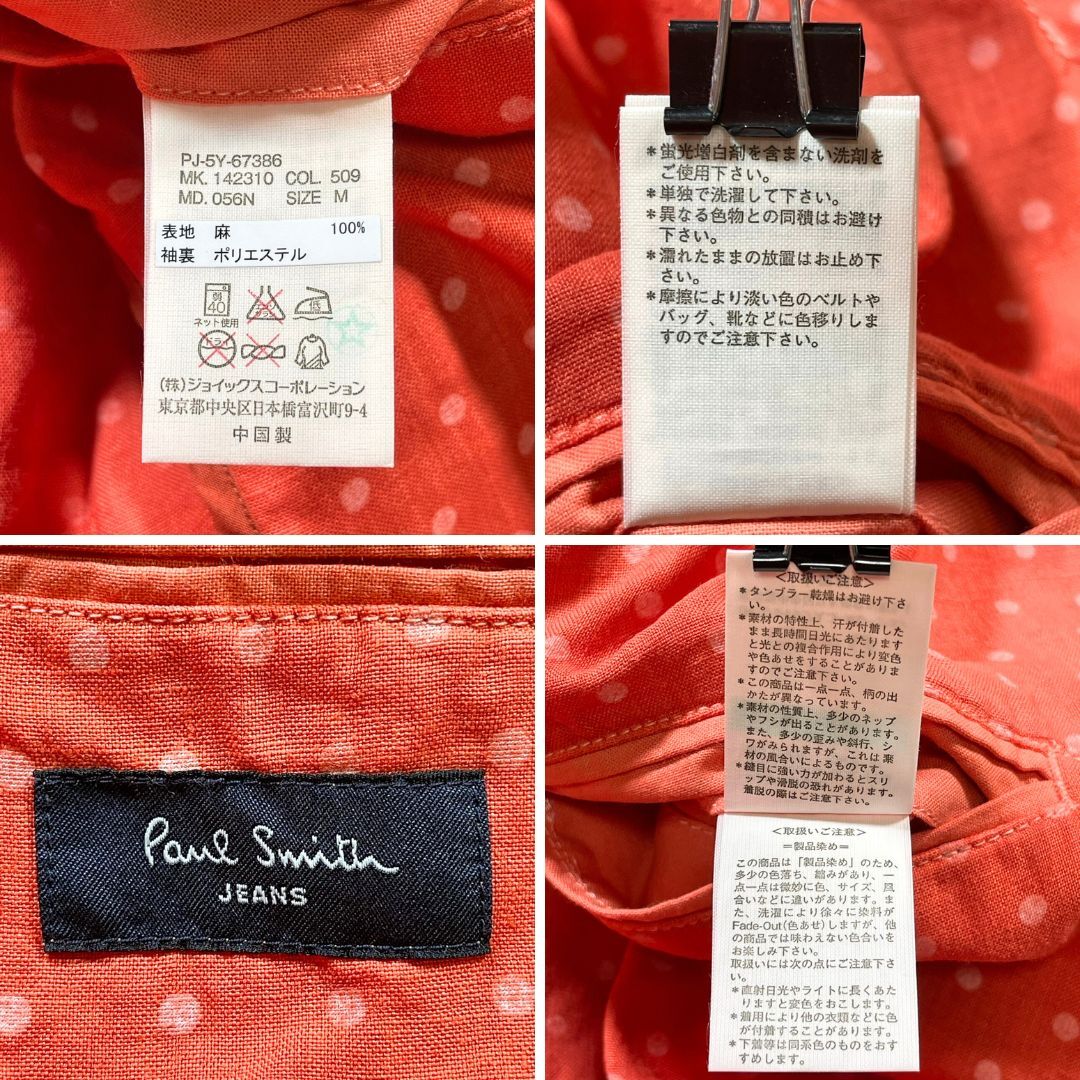 PJ-5Y-67386
MK. 142310 COL. 509
MD. 056N SIZE M
表地 麻 100%
袖裏 ポリエステル
弱
40
ネット使用
エンソ
サラシ
低
ドライ
(株)ジョイックスコーポレーション
東京都中央区日本橋富沢町9-4
中国製
*蛍光増白剤を含まない洗剤を
ご使用下さい。
*単独で洗濯して下さい。
*異なる色物との同積はお避け
下さい。
*濡れたままの放置はお止め下
さい。
*摩擦により淡い色のベルトや
バッグ、靴などに色移りしま
すのでご注意下さい。
Paul Smith
JEANS
<取扱いご注意>
*タンブラー乾燥はお避け下さ
い。
*素材の特性上、汗が付着した
まま長時間日光にあたります
と光との複合作用により変色
や色あせをすることがありま
すのでご注意下さい。
*この商品は一点一点、柄の出
かたが異なっています。
*素材の性質上、多少のネップ
やフシが出ることがあります。
また、多少の歪みや斜行、シ
ワがみられますが、これは素
材の風合いによるものです。
*縫目に強い力が加わるとスリ
ップや滑脱の恐れがあります。
着脱の際はご注意下さい。
<取扱いご注意>
=製品染め=
この商品は「製品染め」のため、
多少の色落ち、縮みがあり、一
点一点は微妙に色、サイズ、風
合いなどに違いがあります。ま
た、洗濯により徐々に染料が
Fade-Out(色あせ)しますが、他
の商品では味わえない色合いを
お楽しみ下さい。
取扱いには次の点にご注意下さ
い。
*直射日光やライトに長くあた
りますと変色をおこします。
*着用により他の衣類などに色
が付着することがあります。
*下着等は同系色のものをおす
すめします。